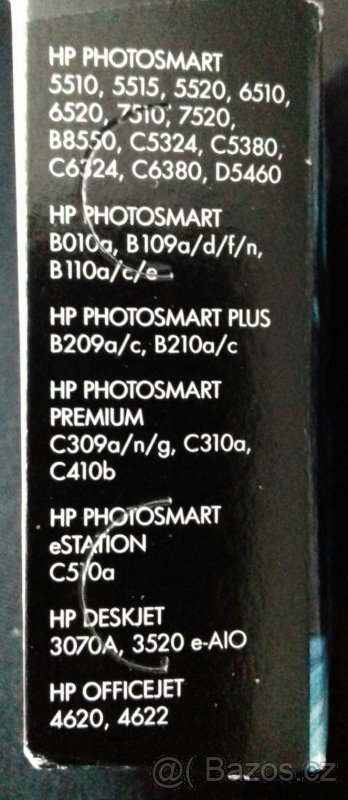 HP PHOTOSMART
5510, 5515, 5520, 6510,
6520, 7510, 7520,
B8550, C5324, C5380,
C6324, C6380, D5460
HP PHOTOSMART
B010a, B109a/d/f/n,
B110a/c/e
HP PHOTOSMART PLUS
B209a/c, B210a/c
HP PHOTOSMART
PREMIUM
C309a/n/g, C310a,
C410b
HP PHOTOSMART
eSTATION
C510a
HP DESKJET
3070A, 3520 e-AIO
HP OFFICEJET
4620, 4622
@( Bazos.cz